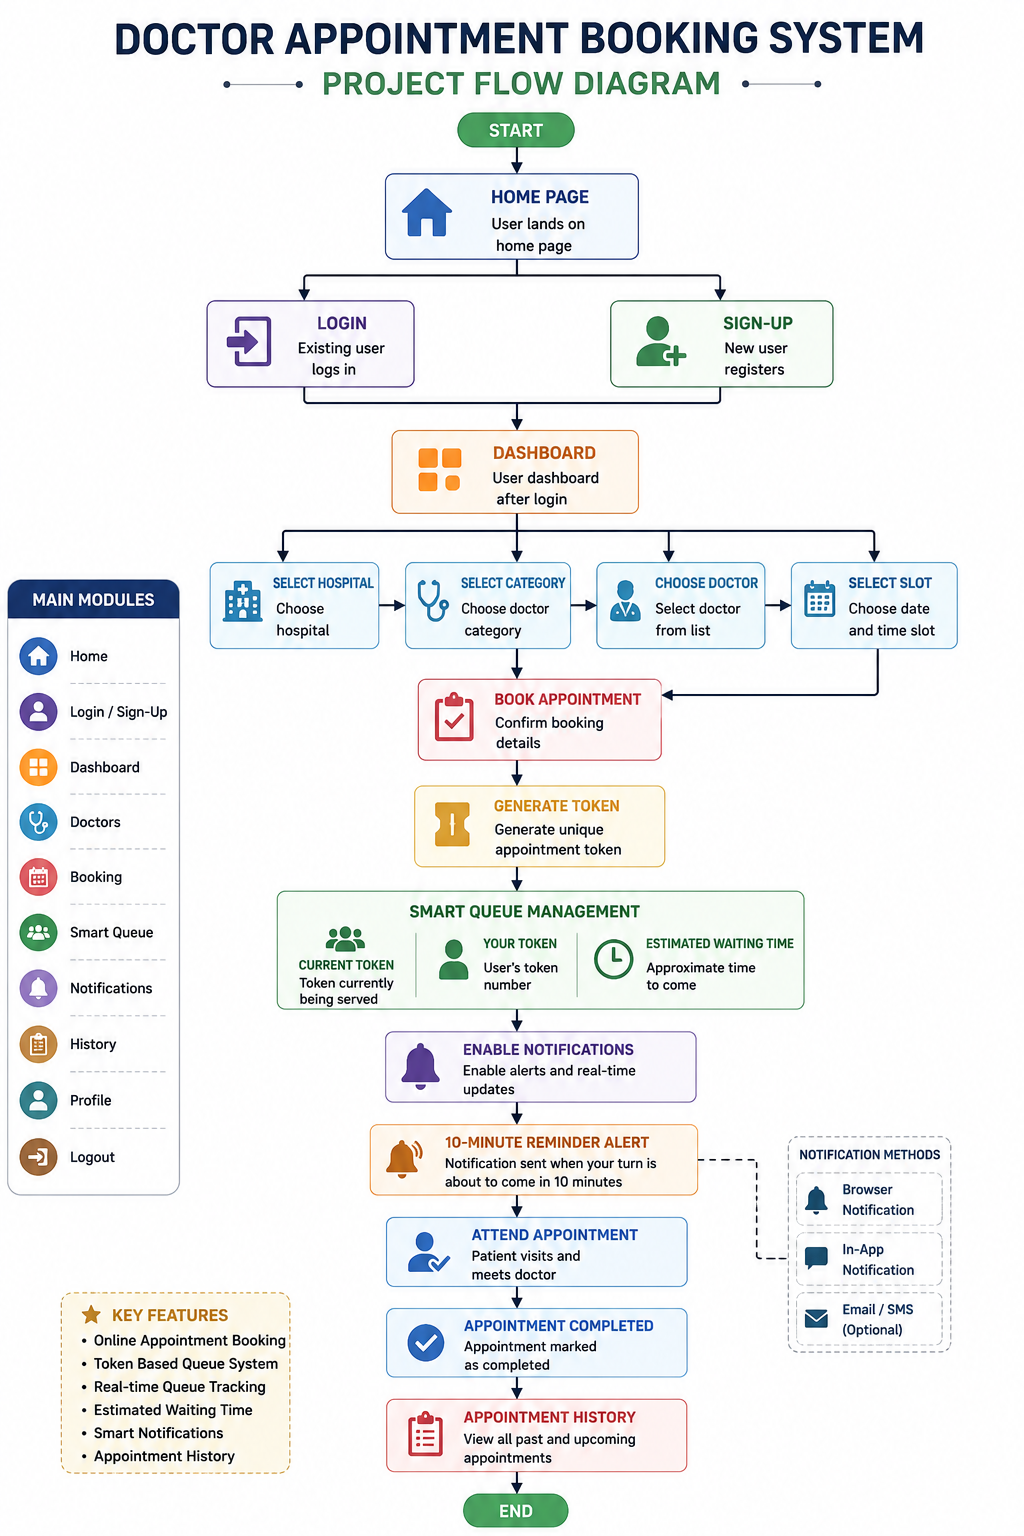 DOCTOR APPOINTMENT BOOKING SYSTEM
PROJECT FLOW DIAGRAM
START
HOME PAGE
User lands on
home page
LOGIN
Existing user
logs in
SIGN-UP
New user
registers
DASHBOARD
User dashboard
after login
SELECT HOSPITAL
Choose
hospital
SELECT CATEGORY
Choose doctor
category
CHOOSE DOCTOR
Select doctor
from list
SELECT SLOT
Choose date
and time slot
BOOK APPOINTMENT
Confirm booking
details
GENERATE TOKEN
Generate unique
appointment token
SMART QUEUE MANAGEMENT
CURRENT TOKEN
Token currently
being served
YOUR TOKEN
User's token
number
ESTIMATED WAITING TIME
Approximate time
to come
ENABLE NOTIFICATIONS
Enable alerts and real-time
updates
10-MINUTE REMINDER ALERT
Notification sent when your turn is
about to come in 10 minutes
ATTEND APPOINTMENT
Patient visits and
meets doctor
APPOINTMENT COMPLETED
Appointment marked
as completed
APPOINTMENT HISTORY
View all past and upcoming
appointments
END
MAIN MODULES
Home
Login / Sign-Up
Dashboard
Doctors
Booking
Smart Queue
Notifications
History
Profile
Logout
NOTIFICATION METHODS
Browser
Notification
In-App
Notification
Email / SMS
(Optional)
KEY FEATURES
• Online Appointment Booking
• Token Based Queue System
• Real-time Queue Tracking
• Estimated Waiting Time
• Smart Notifications
• Appointment History